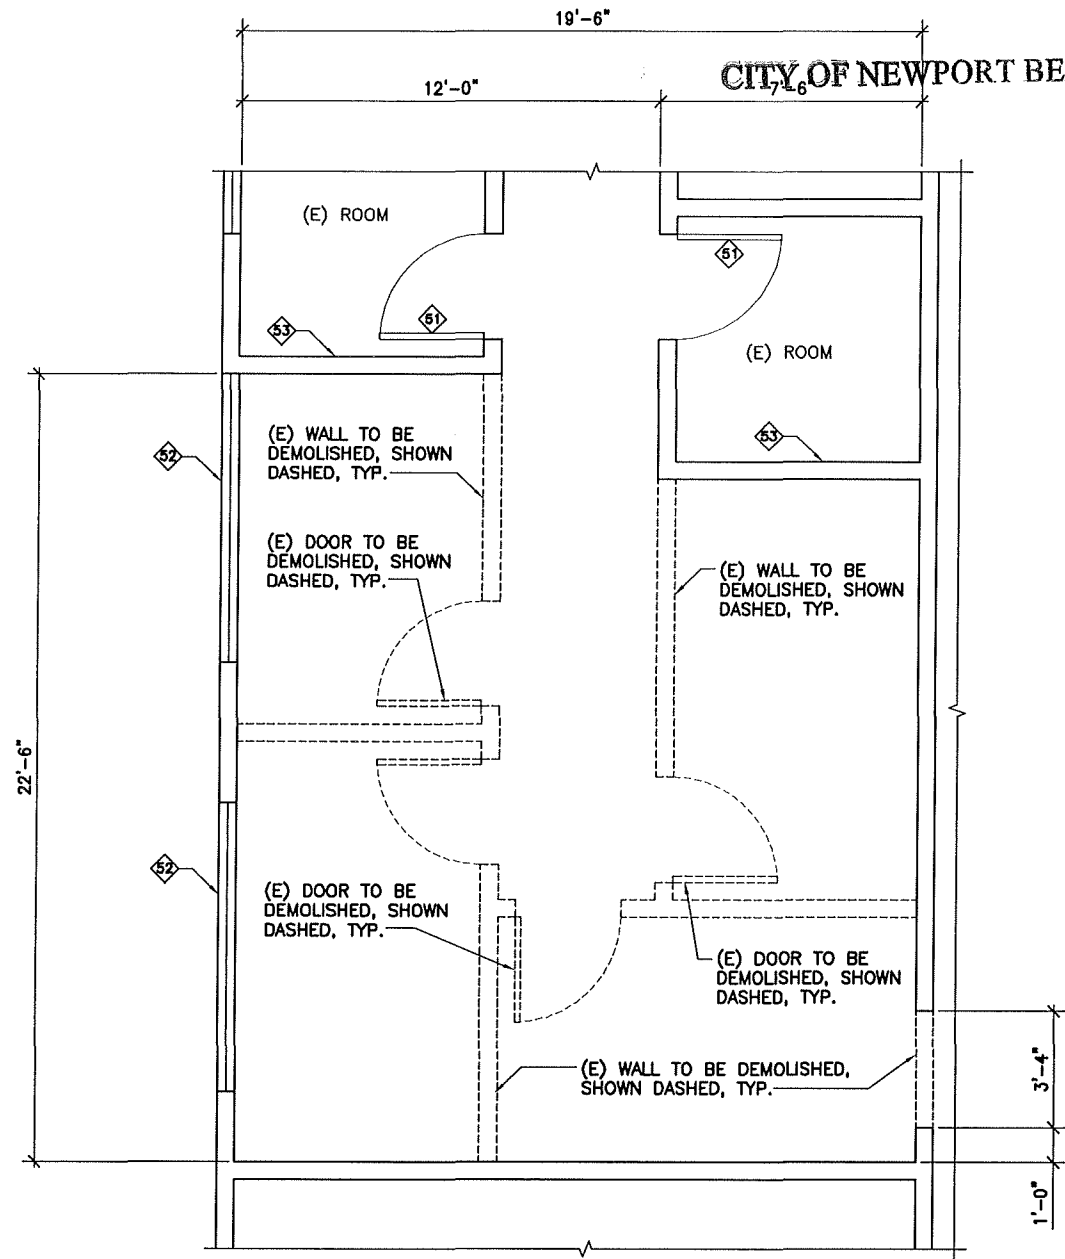 19'-6"
CITY OF NEWPORT BE
12'-0"
7'-6
(E) ROOM
51
51
53
(E) ROOM
(E) WALL TO BE
DEMOLISHED, SHOWN
DASHED, TYP.
53
52
(E) DOOR TO BE
DEMOLISHED, SHOWN
DASHED, TYP.
(E) WALL TO BE
DEMOLISHED, SHOWN
DASHED, TYP.
22'-6"
52
(E) DOOR TO BE
DEMOLISHED, SHOWN
DASHED, TYP.
(E) DOOR TO BE
DEMOLISHED, SHOWN
DASHED, TYP.
(E) WALL TO BE DEMOLISHED,
SHOWN DASHED, TYP.
3'-4"
1'-0"